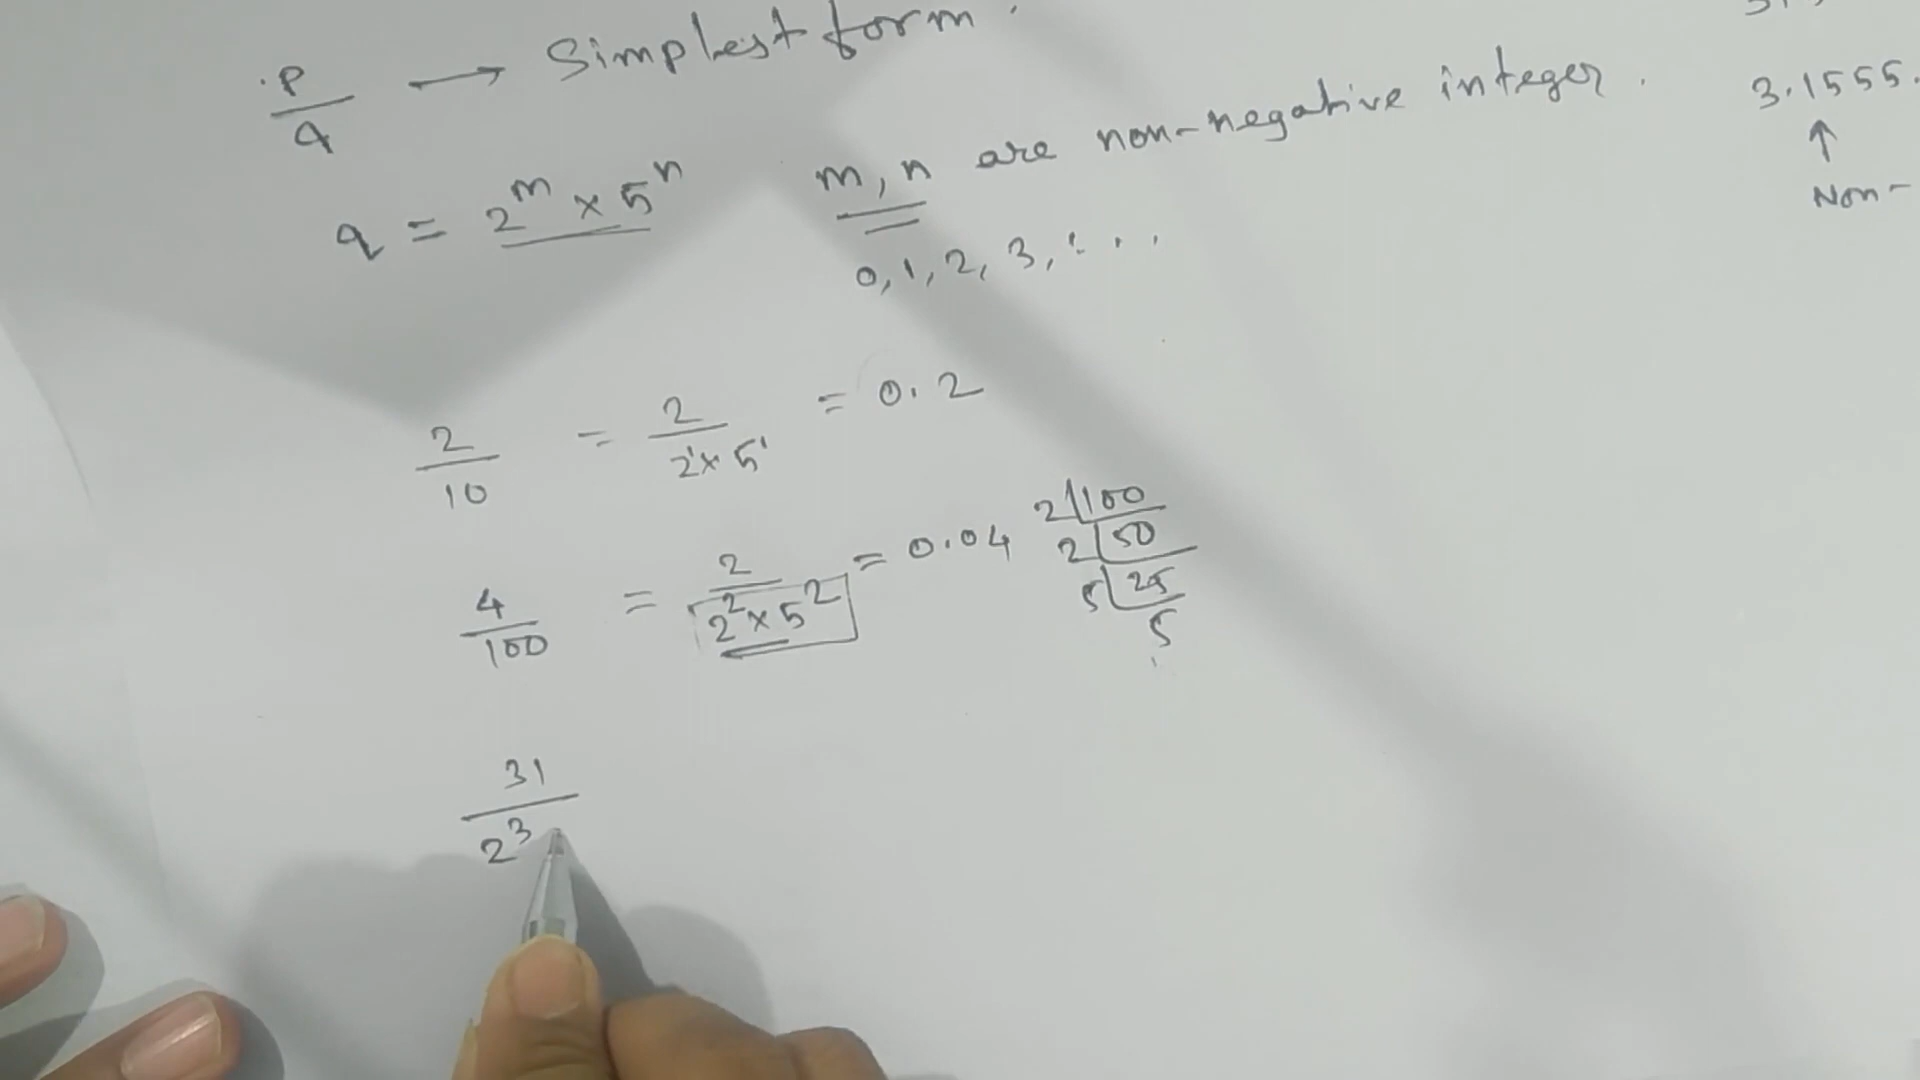 p/q → Simplest form.
q = 2^m × 5^n   m, n are non-negative integer.
0, 1, 2, 3, . . .
3.1555.
↑
Non-
2/10 = 2/(2^1 × 5^1) = 0.2
4/100 = 2/(2^2 × 5^2) = 0.04
2|100
2|50
5|25
5
31/2^3